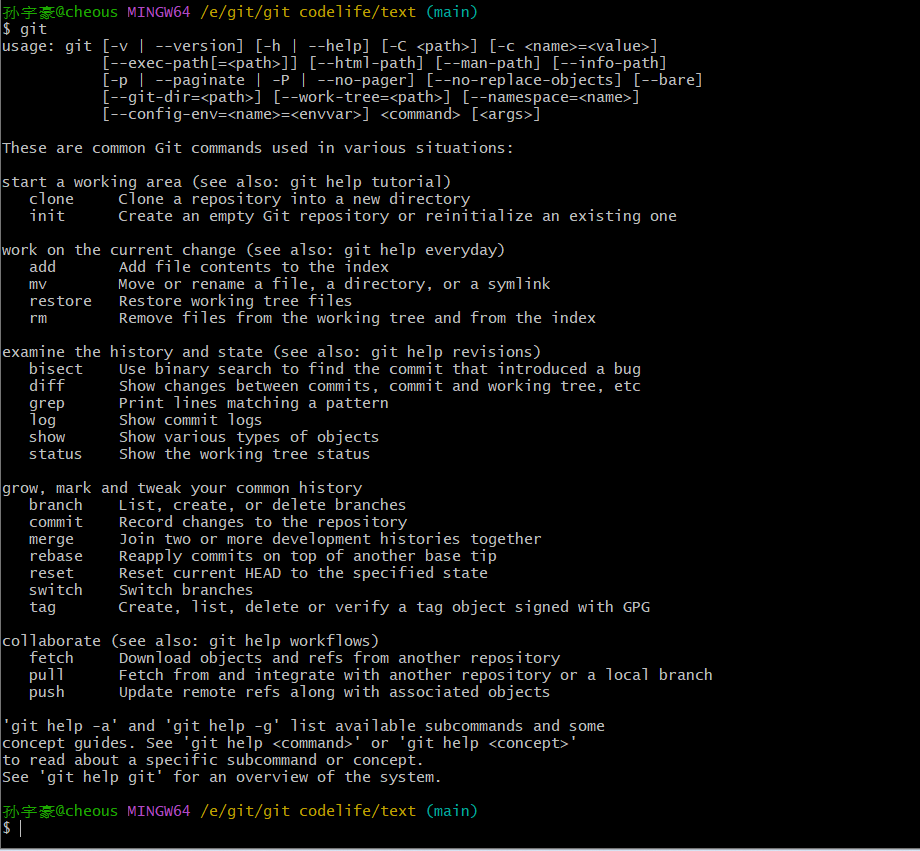 孙宇豪@cheous MINGW64 /e/git/git codelife/text (main)
$ git
usage: git [-v | --version] [-h | --help] [-C <path>] [-c <name>=<value>]
           [--exec-path[=<path>]] [--html-path] [--man-path] [--info-path]
           [-p | --paginate | -P | --no-pager] [--no-replace-objects] [--bare]
           [--git-dir=<path>] [--work-tree=<path>] [--namespace=<name>]
           [--config-env=<name>=<envvar>] <command> [<args>]

These are common Git commands used in various situations:

start a working area (see also: git help tutorial)
   clone     Clone a repository into a new directory
   init      Create an empty Git repository or reinitialize an existing one

work on the current change (see also: git help everyday)
   add       Add file contents to the index
   mv        Move or rename a file, a directory, or a symlink
   restore   Restore working tree files
   rm        Remove files from the working tree and from the index

examine the history and state (see also: git help revisions)
   bisect    Use binary search to find the commit that introduced a bug
   diff      Show changes between commits, commit and working tree, etc
   grep      Print lines matching a pattern
   log       Show commit logs
   show      Show various types of objects
   status    Show the working tree status

grow, mark and tweak your common history
   branch    List, create, or delete branches
   commit    Record changes to the repository
   merge     Join two or more development histories together
   rebase    Reapply commits on top of another base tip
   reset     Reset current HEAD to the specified state
   switch    Switch branches
   tag       Create, list, delete or verify a tag object signed with GPG

collaborate (see also: git help workflows)
   fetch     Download objects and refs from another repository
   pull      Fetch from and integrate with another repository or a local branch
   push      Update remote refs along with associated objects

'git help -a' and 'git help -g' list available subcommands and some
concept guides. See 'git help <command>' or 'git help <concept>'
to read about a specific subcommand or concept.
See 'git help git' for an overview of the system.

孙宇豪@cheous MINGW64 /e/git/git codelife/text (main)
$